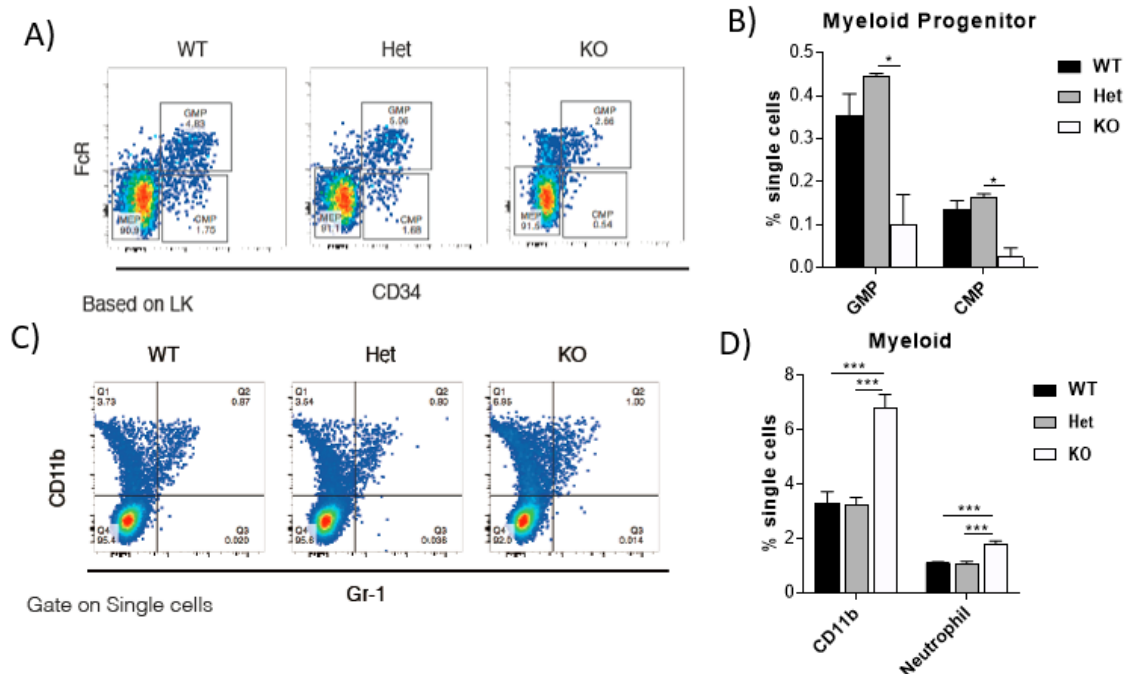 A)
WT Het KO
FcR
GMP
4.83
MEP
90.9
CMP
1.75
GMP
5.06
MEP
91.1
CMP
1.68
GMP
2.66
MEP
91.5
CMP
0.54
CD34
Based on LK
B)
Myeloid Progenitor
% single cells
0.5
0.4
0.3
0.2
0.1
0.0
*
*
GMP
CMP
WT
Het
KO
C)
WT Het KO
CD11b
Q1
3.73
Q2
0.87
Q4
95.4
Q3
0.020
Q1
3.54
Q2
0.80
Q4
95.6
Q3
0.036
Q1
6.95
Q2
1.00
Q4
92.0
Q3
0.014
Gr-1
Gate on Single cells
D)
Myeloid
% single cells
8
6
4
2
0
***
***
***
***
CD11b
Neutrophil
WT
Het
KO